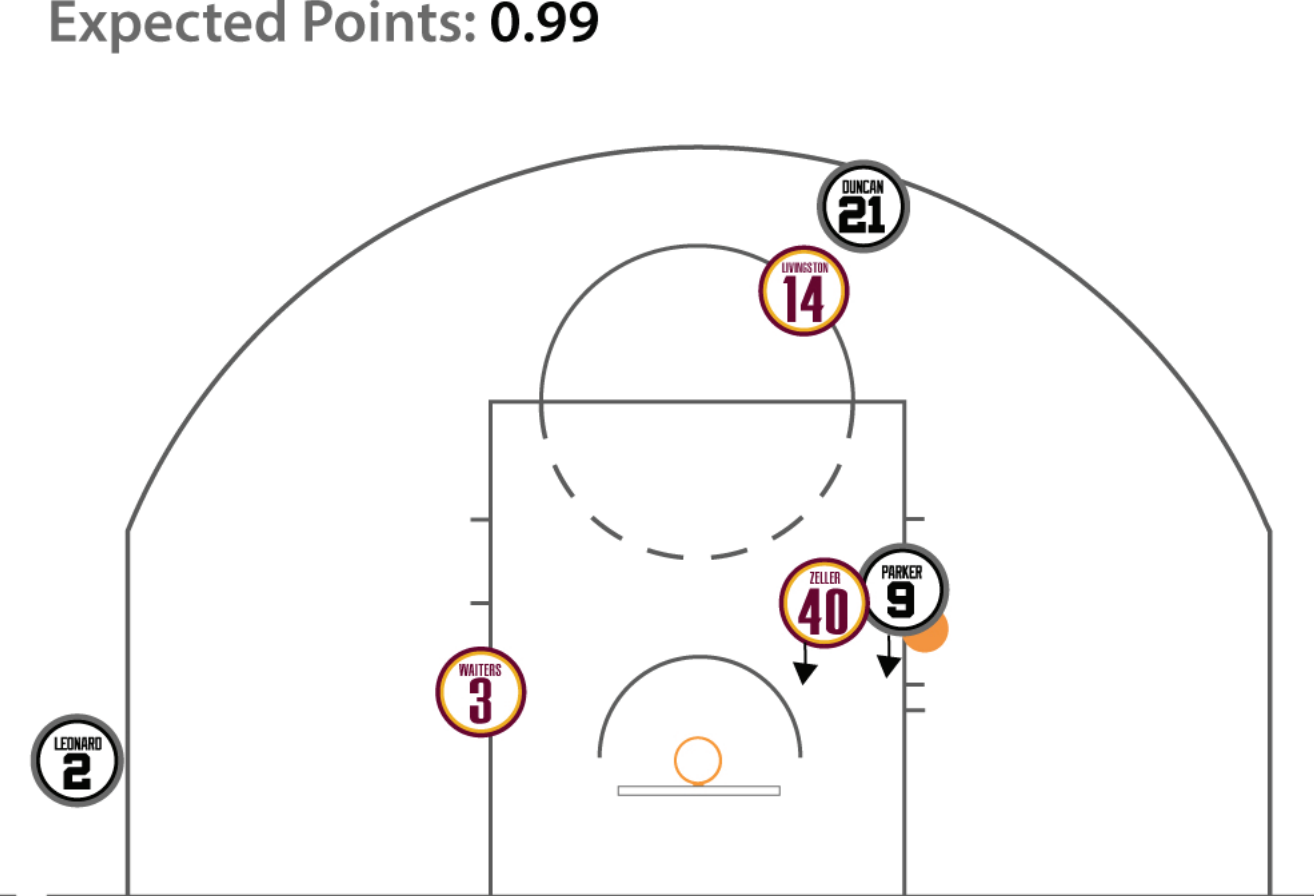 Expected Points: 0.99
DUNCAN
21
LIVINGSTON
14
ZELLER
40
PARKER
9
WAITERS
3
LEONARD
2